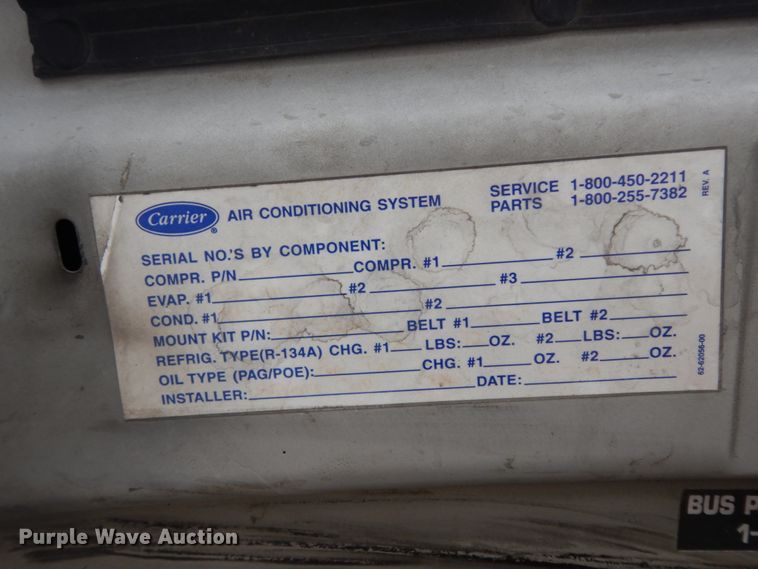 Carrier ® AIR CONDITIONING SYSTEM
SERVICE 1-800-450-2211
PARTS 1-800-255-7382
REV. A
SERIAL NO.'S BY COMPONENT:
COMPR. P/N COMPR. #1 #2
EVAP. #1 #2 #3
COND. #1 #2
MOUNT KIT P/N: BELT #1 BELT #2
REFRIG. TYPE(R-134A) CHG. #1 LBS: OZ. #2 LBS: OZ.
OIL TYPE (PAG/POE): CHG. #1 OZ. #2 OZ.
INSTALLER: DATE:
62-62056-00
BUS P
1-
Purple Wave Auction